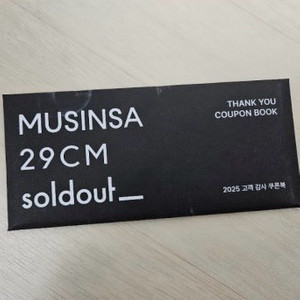 MUSINSA
29CM
soldout_
THANK YOU
COUPON BOOK
2025 고객 감사 쿠폰북